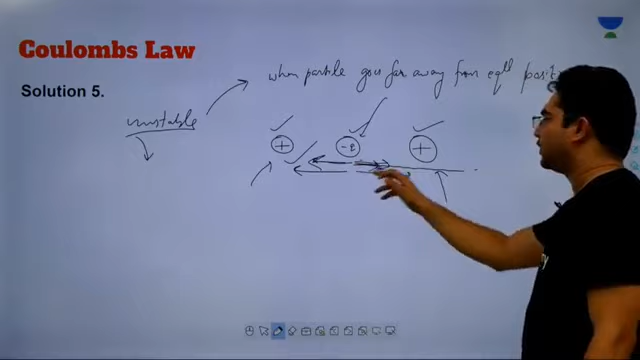 Coulombs Law
Solution 5.
when particle goes far away from eqll posit
unstable
+
-q
+